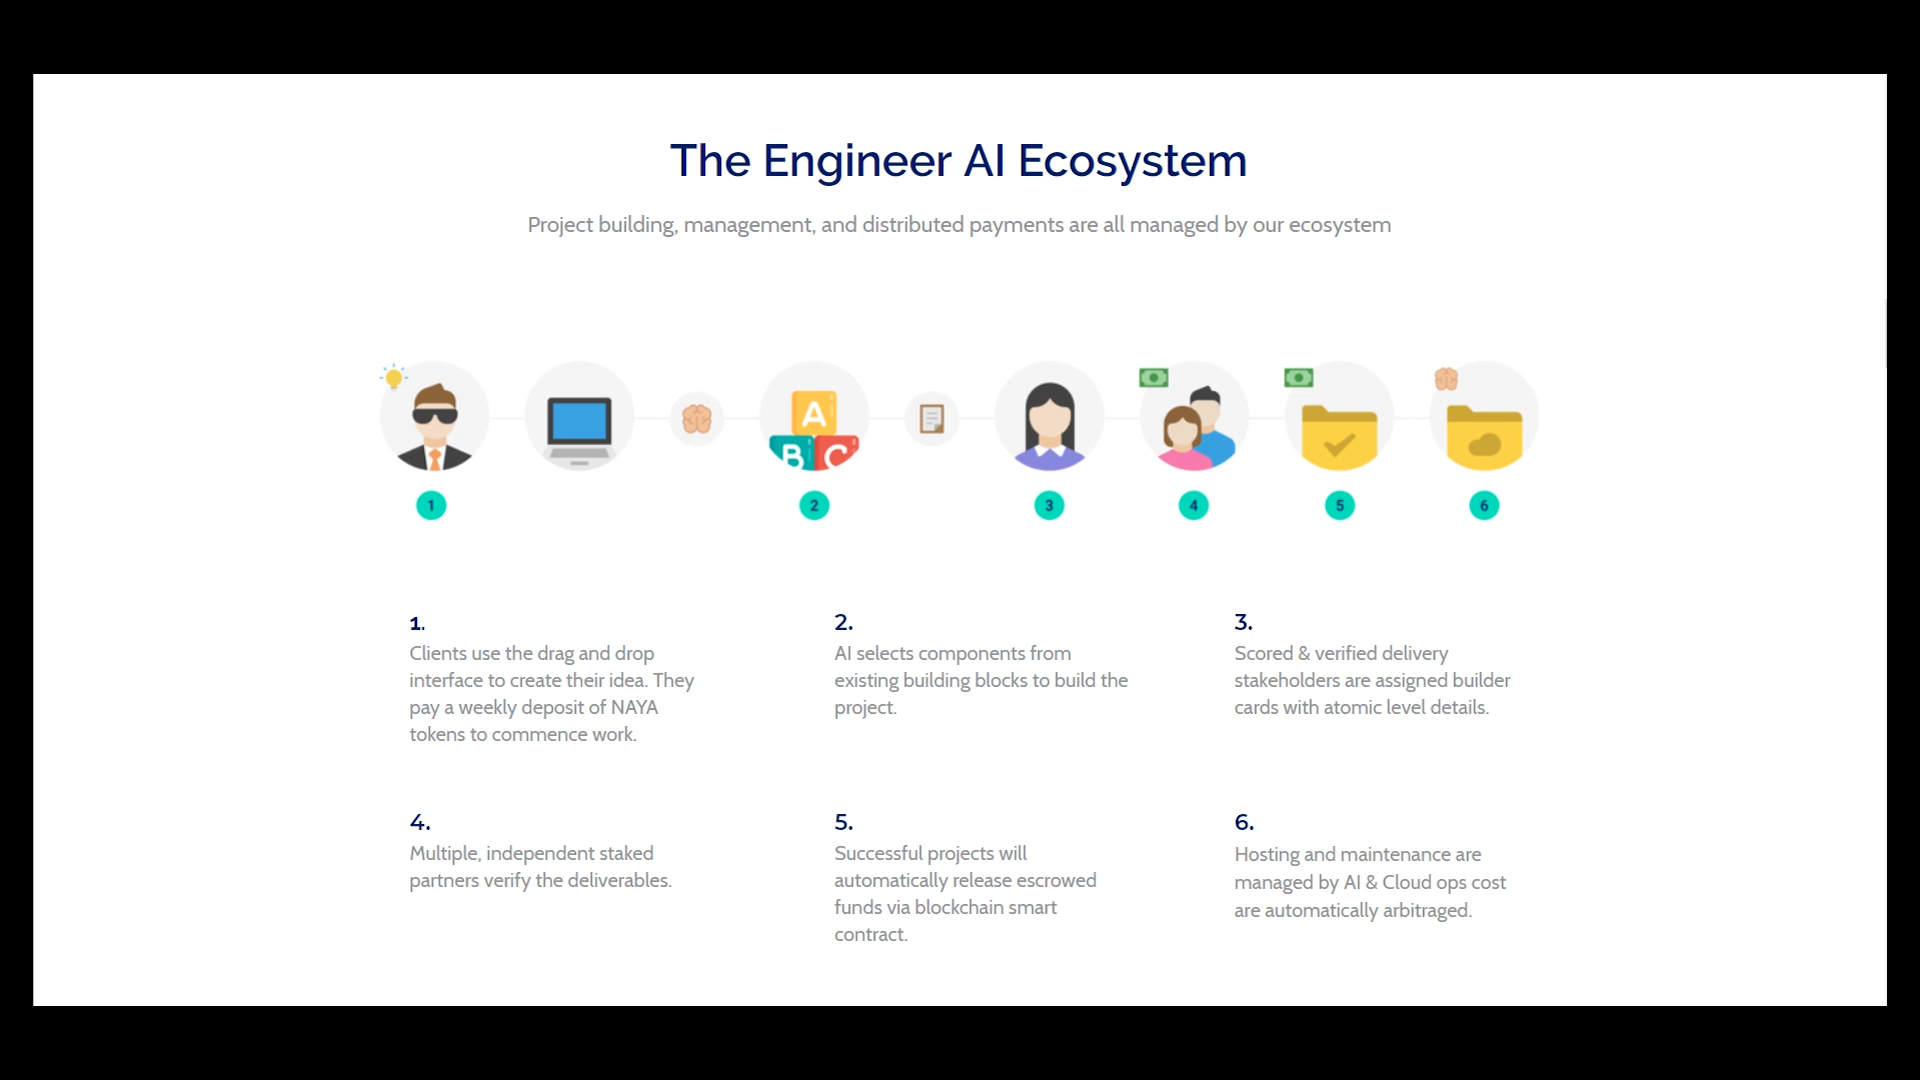 The Engineer AI Ecosystem
Project building, management, and distributed payments are all managed by our ecosystem
A
B C
1 2 3 4 5 6
1.
Clients use the drag and drop
interface to create their idea. They
pay a weekly deposit of NAYA
tokens to commence work.
2.
AI selects components from
existing building blocks to build the
project.
3.
Scored & verified delivery
stakeholders are assigned builder
cards with atomic level details.
4.
Multiple, independent staked
partners verify the deliverables.
5.
Successful projects will
automatically release escrowed
funds via blockchain smart
contract.
6.
Hosting and maintenance are
managed by AI & Cloud ops cost
are automatically arbitraged.